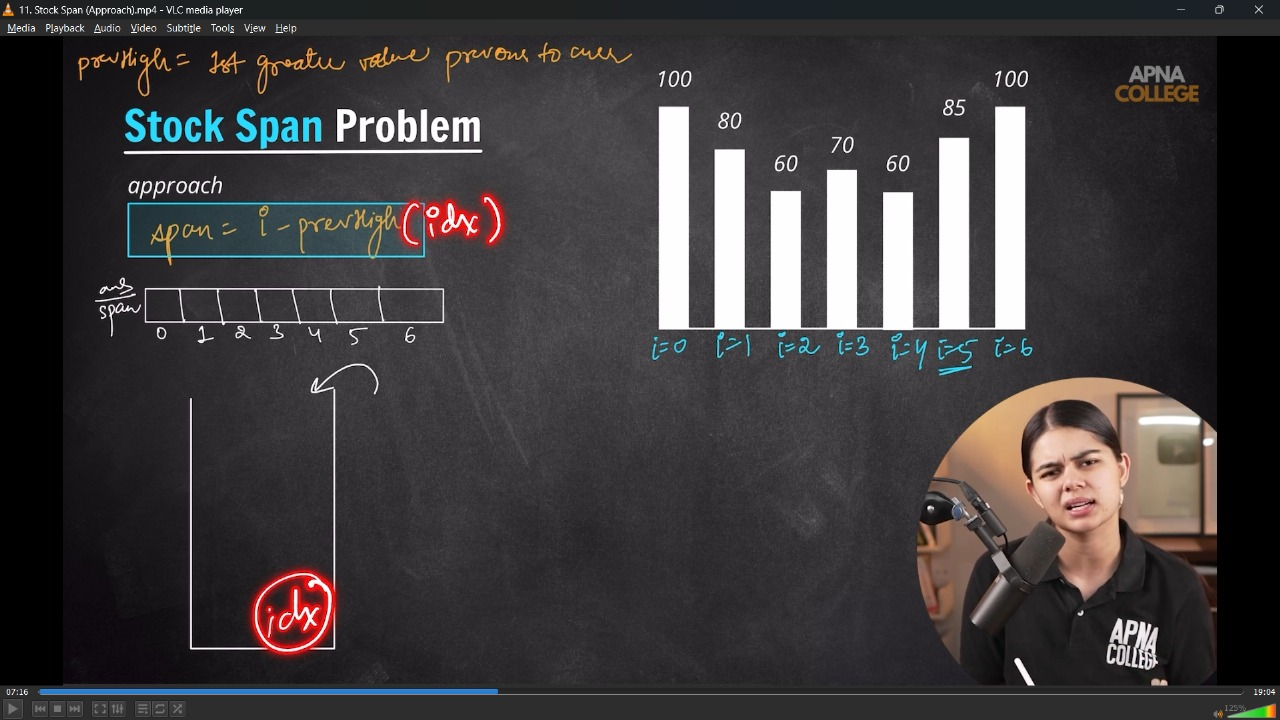 11. Stock Span (Approach).mp4 - VLC media player
Media Playback Audio Video Subtitle Tools View Help
prevHigh = 1st greater value previous to curr
APNA
COLLEGE
Stock Span Problem
approach
span = i - prevHigh (idx)
ans
span
0 1 2 3 4 5 6
idx
100 80 60 70 60 85 100
i=0 i=1 i=2 i=3 i=4 i=5 i=6
APNA
COLLEGE
07:16 19:04
125%